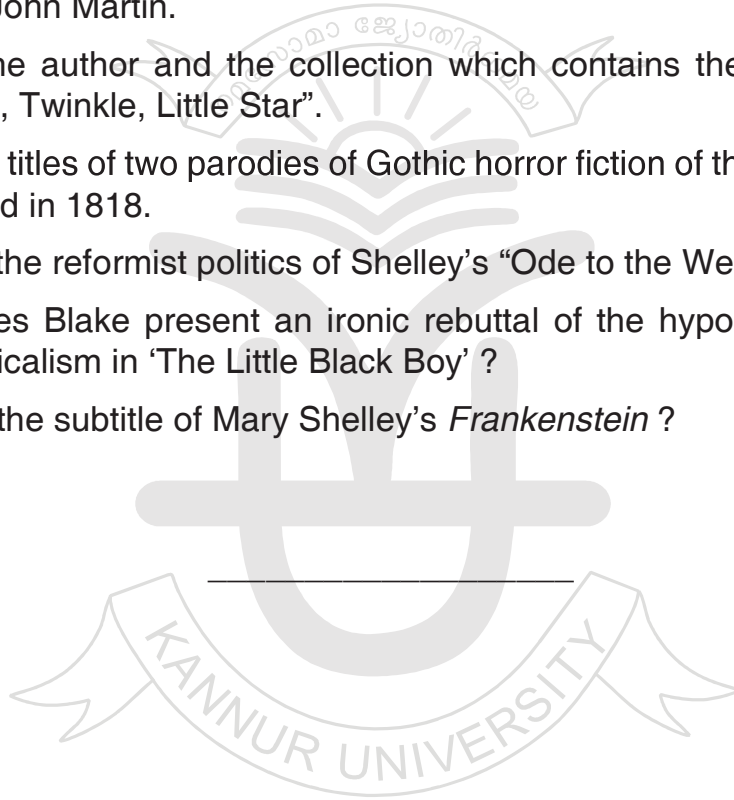 John Martin.
ne author and the collection which contains the
, Twinkle, Little Star”.
titles of two parodies of Gothic horror fiction of th
d in 1818.
the reformist politics of Shelley’s “Ode to the We
es Blake present an ironic rebuttal of the hypo
icalism in ‘The Little Black Boy’ ?
the subtitle of Mary Shelley’s Frankenstein ?
KANNUR UNIVERSITY